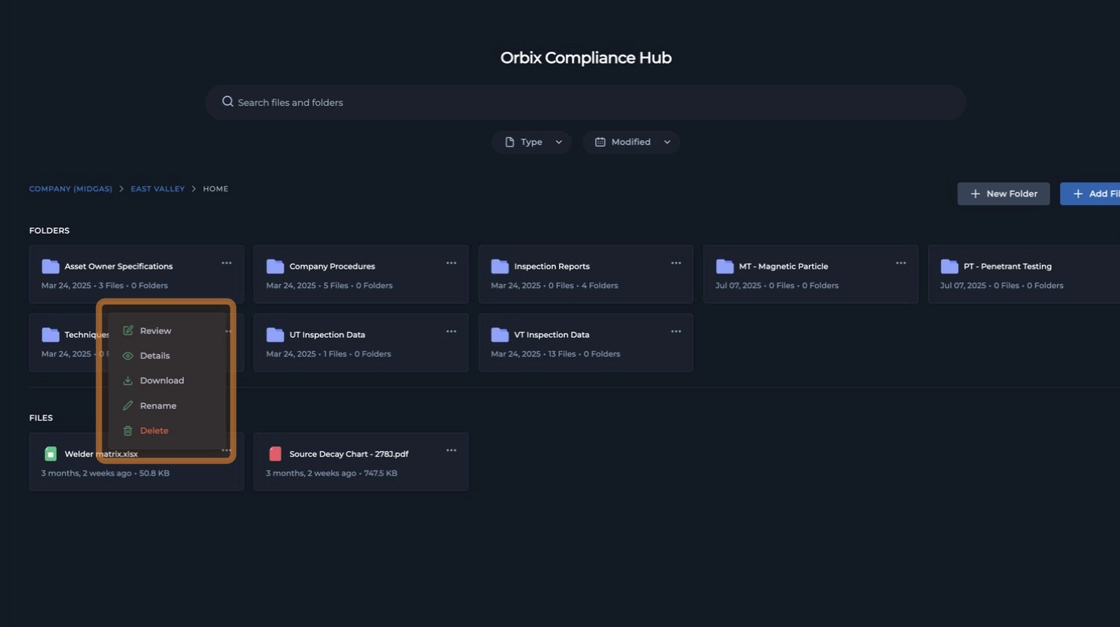 Orbix Compliance Hub
Search files and folders
Type
Modified
COMPANY (MIDGAS) > EAST VALLEY > HOME
+ New Folder
+ Add
FOLDERS
Asset Owner Specifications
Mar 24, 2025 • 3 Files • 0 Folders
Company Procedures
Mar 24, 2025 • 5 Files • 0 Folders
Inspection Reports
Mar 24, 2025 • 0 Files • 4 Folders
MT - Magnetic Particle
Jul 07, 2025 • 0 Files • 0 Folders
PT - Penetrant Testing
Jul 07, 2025 • 0 Files • 0 Folders
Techniques
Mar 24, 2025 • 0
UT Inspection Data
Mar 24, 2025 • 1 Files • 0 Folders
VT Inspection Data
Mar 24, 2025 • 13 Files • 0 Folders
Review
Details
Download
Rename
Delete
FILES
Welder matrix.xlsx
3 months, 2 weeks ago • 50.8 KB
Source Decay Chart - 278J.pdf
3 months, 2 weeks ago • 747.5 KB